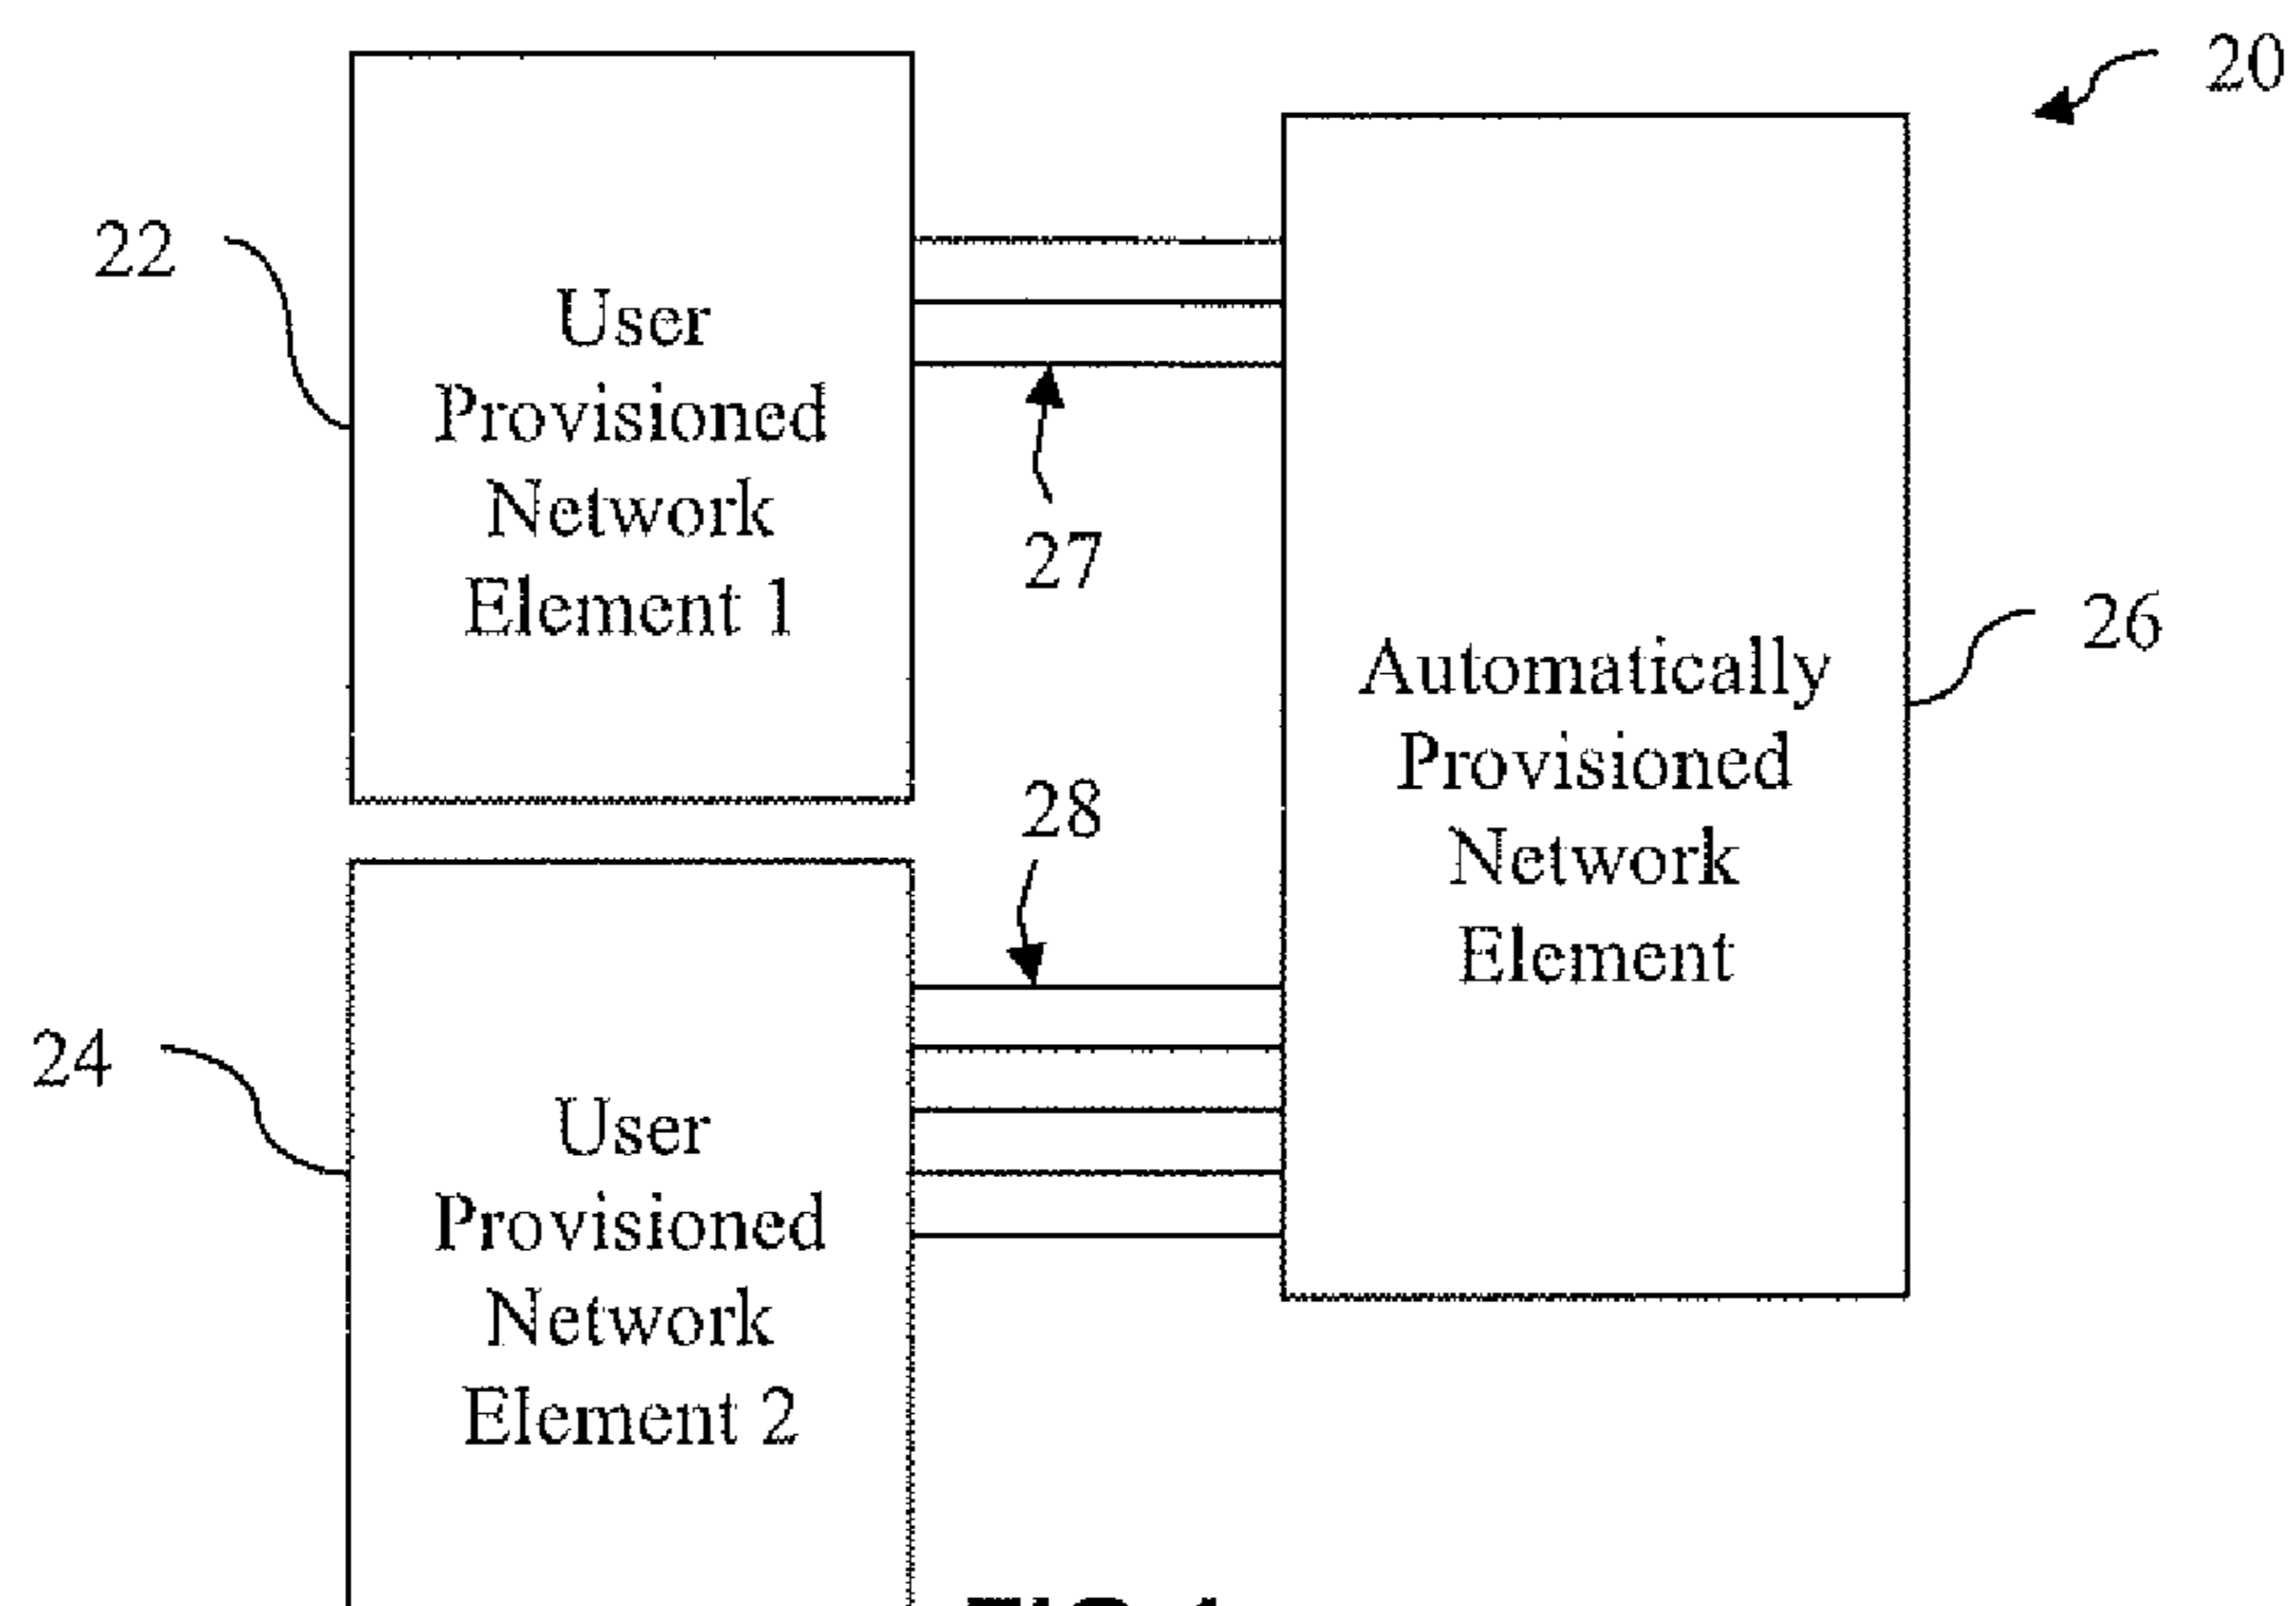 20
22
User
Provisioned
Network
Element 1
27
26
Automatically
Provisioned
Network
Element
28
24
User
Provisioned
Network
Element 2